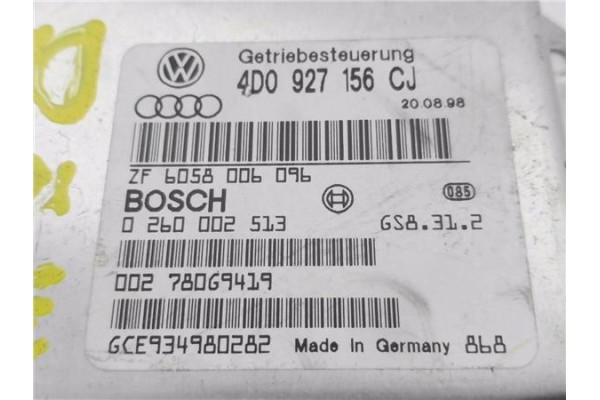 Getriebesteuerung
4D0 927 156 CJ
20.08.98
ZF 6058 006 096
BOSCH
085
0 260 002 513 GS8.31.2
002 78069419
GCE934980282 Made In Germany 868